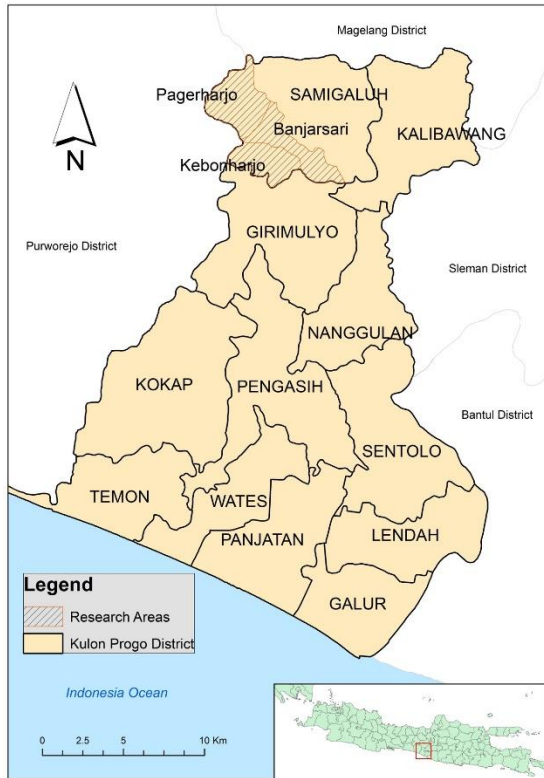 Magelang District
Pagerharjo
SAMIGALUH
Banjarsari
KALIBAWANG
Kebonharjo
N
GIRIMULYO
Purworejo District
Sleman District
NANGGULAN
KOKAP
PENGASIH
Bantul District
SENTOLO
TEMON
WATES
LENDAH
PANJATAN
GALUR
Legend
Research Areas
Kulon Progo District
Indonesia Ocean
0 2.5 5 10 Km